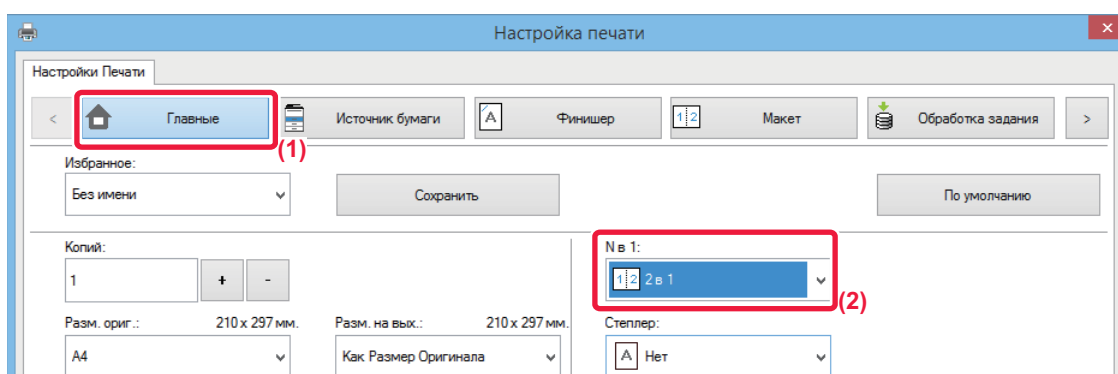 Настройка печати
Настройки Печати
< Главные Источник бумаги A Финишер 1 2 Макет Обработка задания >
(1)
Избранное:
Без имени Сохранить По умолчанию
Копий: N в 1:
1 + - 1 2 2 в 1
(2)
Разм. ориг.: 210 x 297 мм. Разм. на вых.: 210 x 297 мм. Степлер:
A4 Как Размер Оригинала A Нет